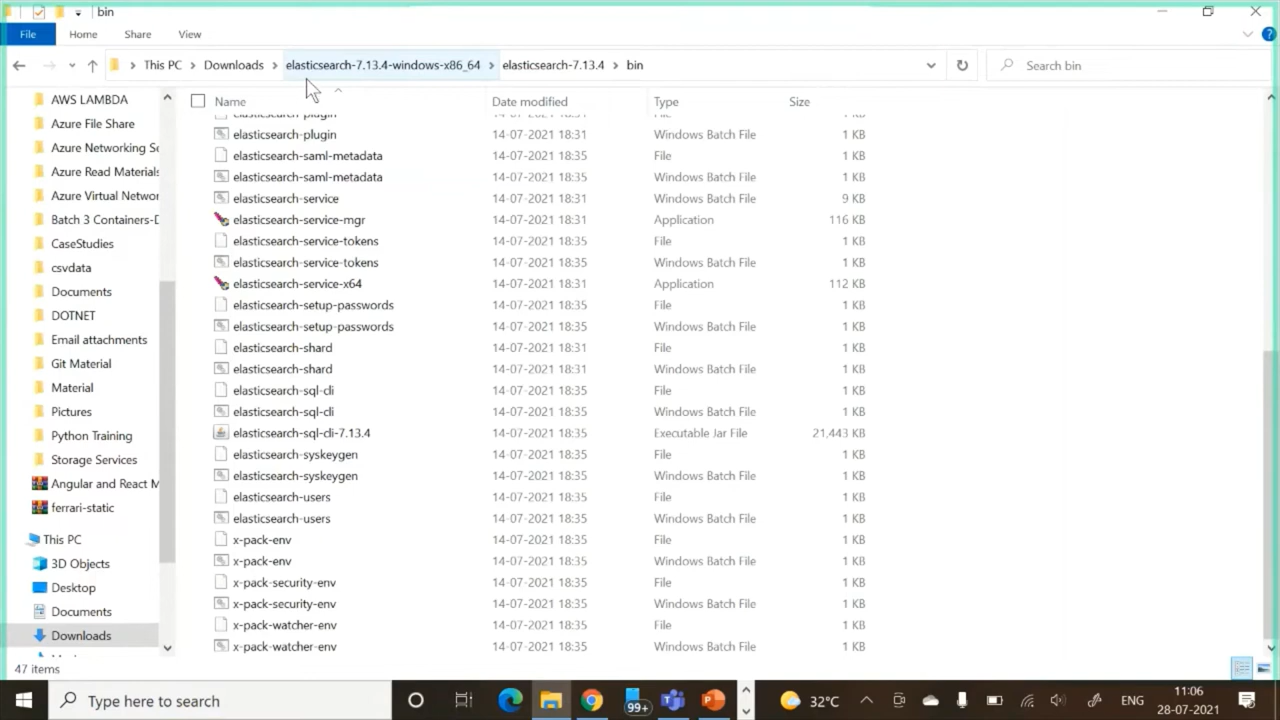 bin
File Home Share View
This PC Downloads elasticsearch-7.13.4-windows-x86_64 elasticsearch-7.13.4 bin Search bin
Name Date modified Type Size
AWS LAMBDA
Azure File Share
Azure Networking Se
Azure Read Materials
Azure Virtual Networ
Batch 3 Containers-D
CaseStudies
csvdata
Documents
DOTNET
Email attachments
Git Material
Material
Pictures
Python Training
Storage Services
Angular and React M
ferrari-static
This PC
3D Objects
Desktop
Documents
Downloads
elasticsearch-plugin
elasticsearch-plugin 14-07-2021 18:31 Windows Batch File 1 KB
elasticsearch-saml-metadata 14-07-2021 18:35 File 1 KB
elasticsearch-saml-metadata 14-07-2021 18:35 Windows Batch File 1 KB
elasticsearch-service 14-07-2021 18:31 Windows Batch File 9 KB
elasticsearch-service-mgr 14-07-2021 18:31 Application 116 KB
elasticsearch-service-tokens 14-07-2021 18:35 File 1 KB
elasticsearch-service-tokens 14-07-2021 18:35 Windows Batch File 1 KB
elasticsearch-service-x64 14-07-2021 18:31 Application 112 KB
elasticsearch-setup-passwords 14-07-2021 18:35 File 1 KB
elasticsearch-setup-passwords 14-07-2021 18:35 Windows Batch File 1 KB
elasticsearch-shard 14-07-2021 18:31 File 1 KB
elasticsearch-shard 14-07-2021 18:31 Windows Batch File 1 KB
elasticsearch-sql-cli 14-07-2021 18:35 File 1 KB
elasticsearch-sql-cli 14-07-2021 18:35 Windows Batch File 1 KB
elasticsearch-sql-cli-7.13.4 14-07-2021 18:35 Executable Jar File 21,443 KB
elasticsearch-syskeygen 14-07-2021 18:35 File 1 KB
elasticsearch-syskeygen 14-07-2021 18:35 Windows Batch File 1 KB
elasticsearch-users 14-07-2021 18:35 File 1 KB
elasticsearch-users 14-07-2021 18:35 Windows Batch File 1 KB
x-pack-env 14-07-2021 18:35 File 1 KB
x-pack-env 14-07-2021 18:35 Windows Batch File 1 KB
x-pack-security-env 14-07-2021 18:35 File 1 KB
x-pack-security-env 14-07-2021 18:35 Windows Batch File 1 KB
x-pack-watcher-env 14-07-2021 18:35 File 1 KB
x-pack-watcher-env 14-07-2021 18:35 Windows Batch File 1 KB
47 items
Type here to search 99+ 32°C ENG 11:06
28-07-2021